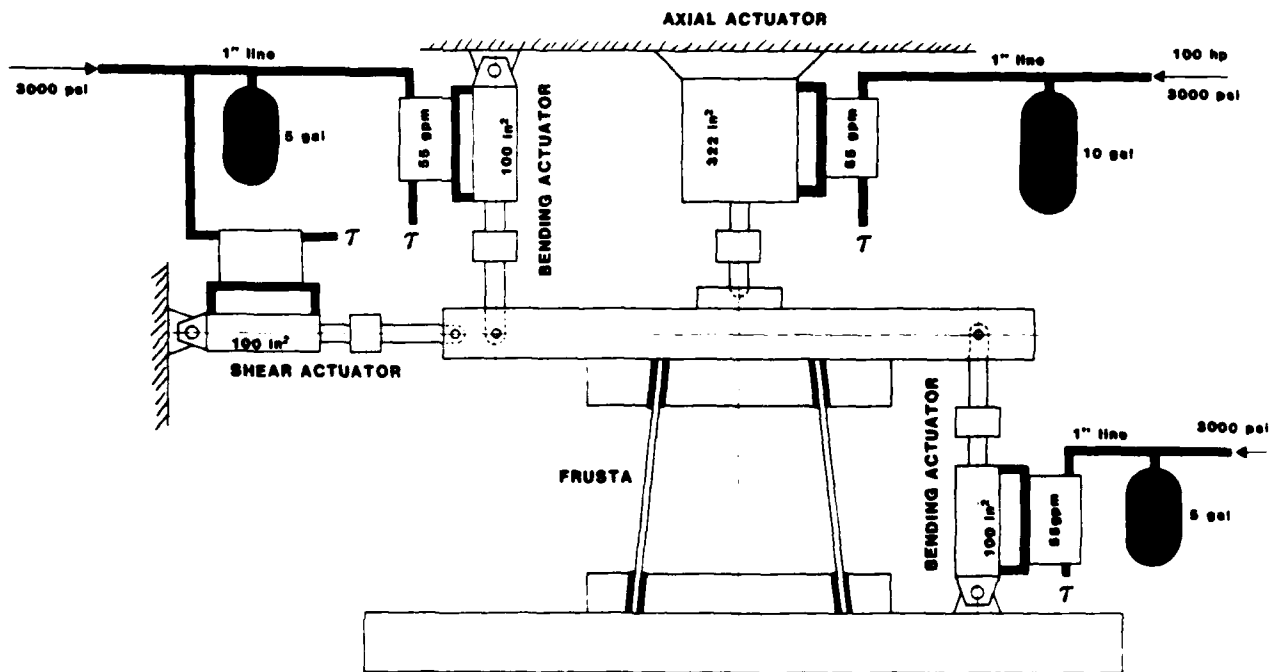 AXIAL ACTUATOR
1" line
3000 psi
5 gal
55 gpm
100 in²
BENDING ACTUATOR
322 in²
55 gpm
1" line
100 hp
3000 psi
10 gal
τ
τ
τ
100 in²
SHEAR ACTUATOR
FRUSTA
BENDING ACTUATOR
100 in²
55gpm
1" line
3000 psi
5 gal
τ